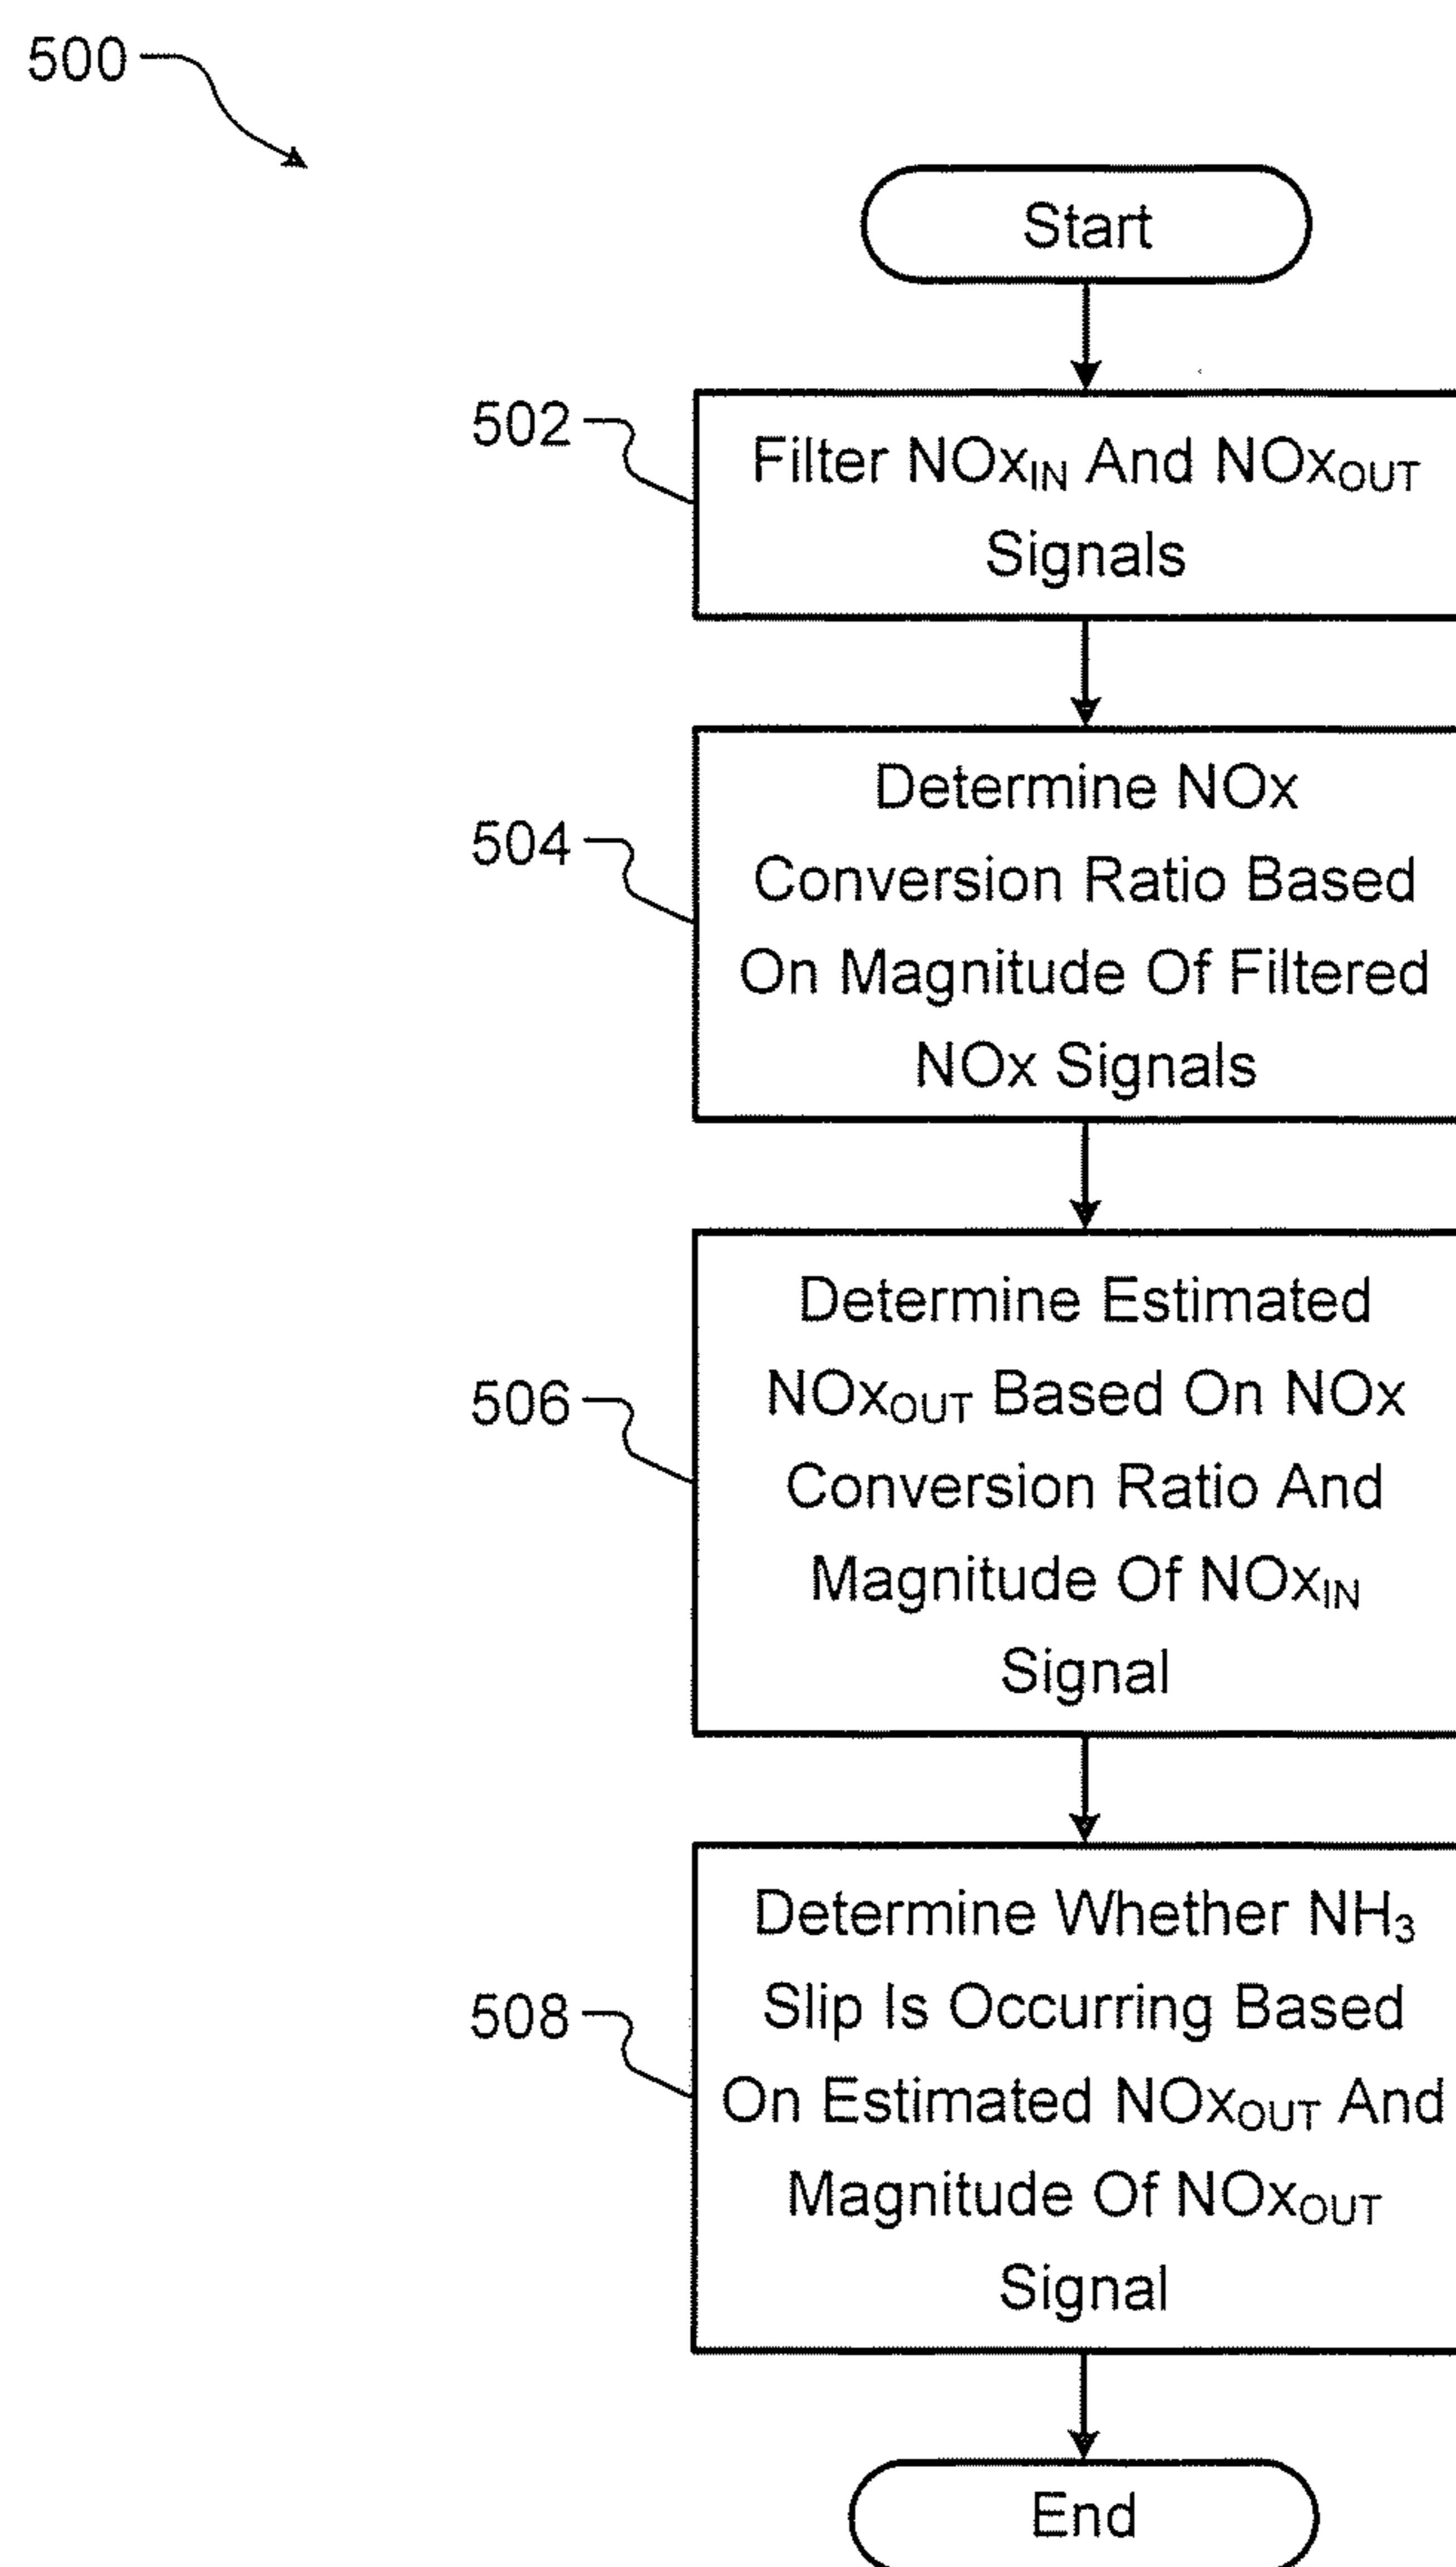 500
Start
502
Filter NOxIN And NOxOUT
Signals
504
Determine NOx
Conversion Ratio Based
On Magnitude Of Filtered
NOx Signals
506
Determine Estimated
NOxOUT Based On NOx
Conversion Ratio And
Magnitude Of NOxIN
Signal
508
Determine Whether NH3
Slip Is Occurring Based
On Estimated NOxOUT And
Magnitude Of NOxOUT
Signal
End